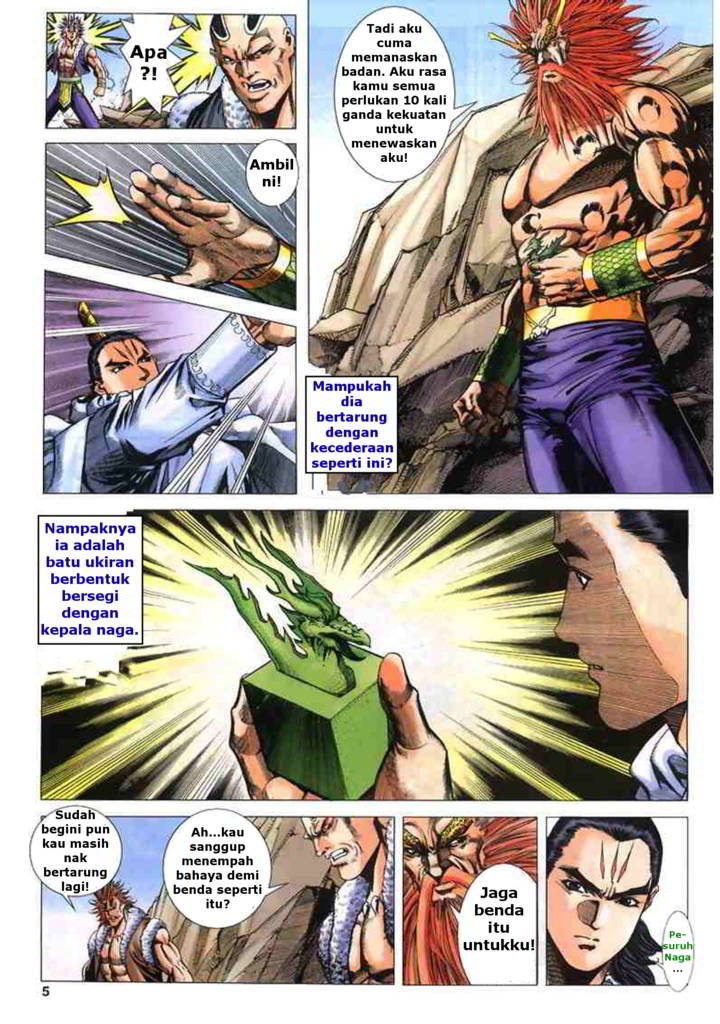 Apa
?!
Tadi aku
cuma
memanaskan
badan. Aku rasa
kamu semua
perlukan 10 kali
ganda kekuatan
untuk
menewaskan
aku!
Ambil
ni!
Mampukah
dia
bertarung
dengan
kecederaan
seperti ini?
Nampaknya
ia adalah
batu ukiran
berbentuk
bersegi
dengan
kepala naga.
Sudah
begini pun
kau masih
nak
bertarung
lagi!
Ah...kau
sanggup
menempah
bahaya demi
benda seperti
itu?
Jaga
benda
itu
untukku!
Pe-
suruh
Naga
...
5